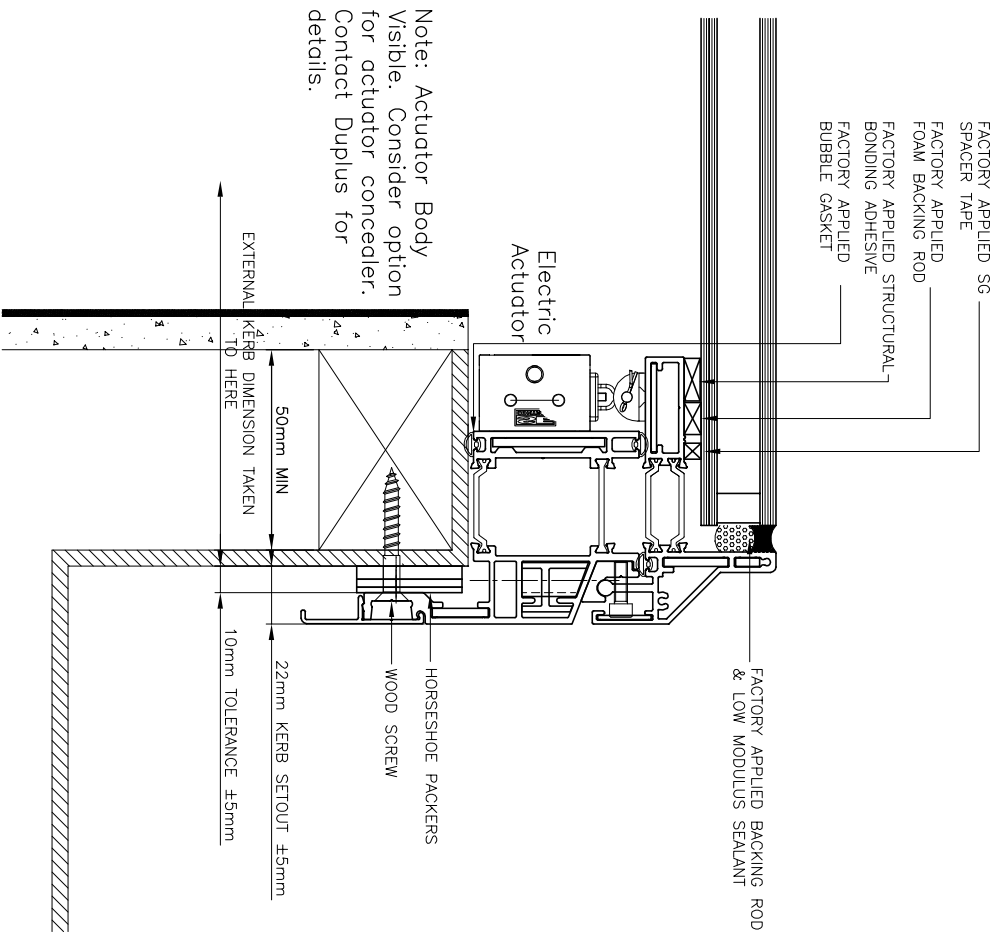 FACTORY APPLIED SG
SPACER TAPE
FACTORY APPLIED
FOAM BACKING ROD
FACTORY APPLIED STRUCTURAL
BONDING ADHESIVE
FACTORY APPLIED
BUBBLE GASKET
FACTORY APPLIED BACKING ROD
& LOW MODULUS SEALANT
Electric
Actuator
Note: Actuator Body
Visible. Consider option
for actuator concealer.
Contact Duplus for
details.
HORSESHOE PACKERS
WOOD SCREW
50mm MIN
22mm KERB SETOUT ±5mm
EXTERNAL KERB DIMENSION TAKEN
TO HERE
10mm TOLERANCE ±5mm